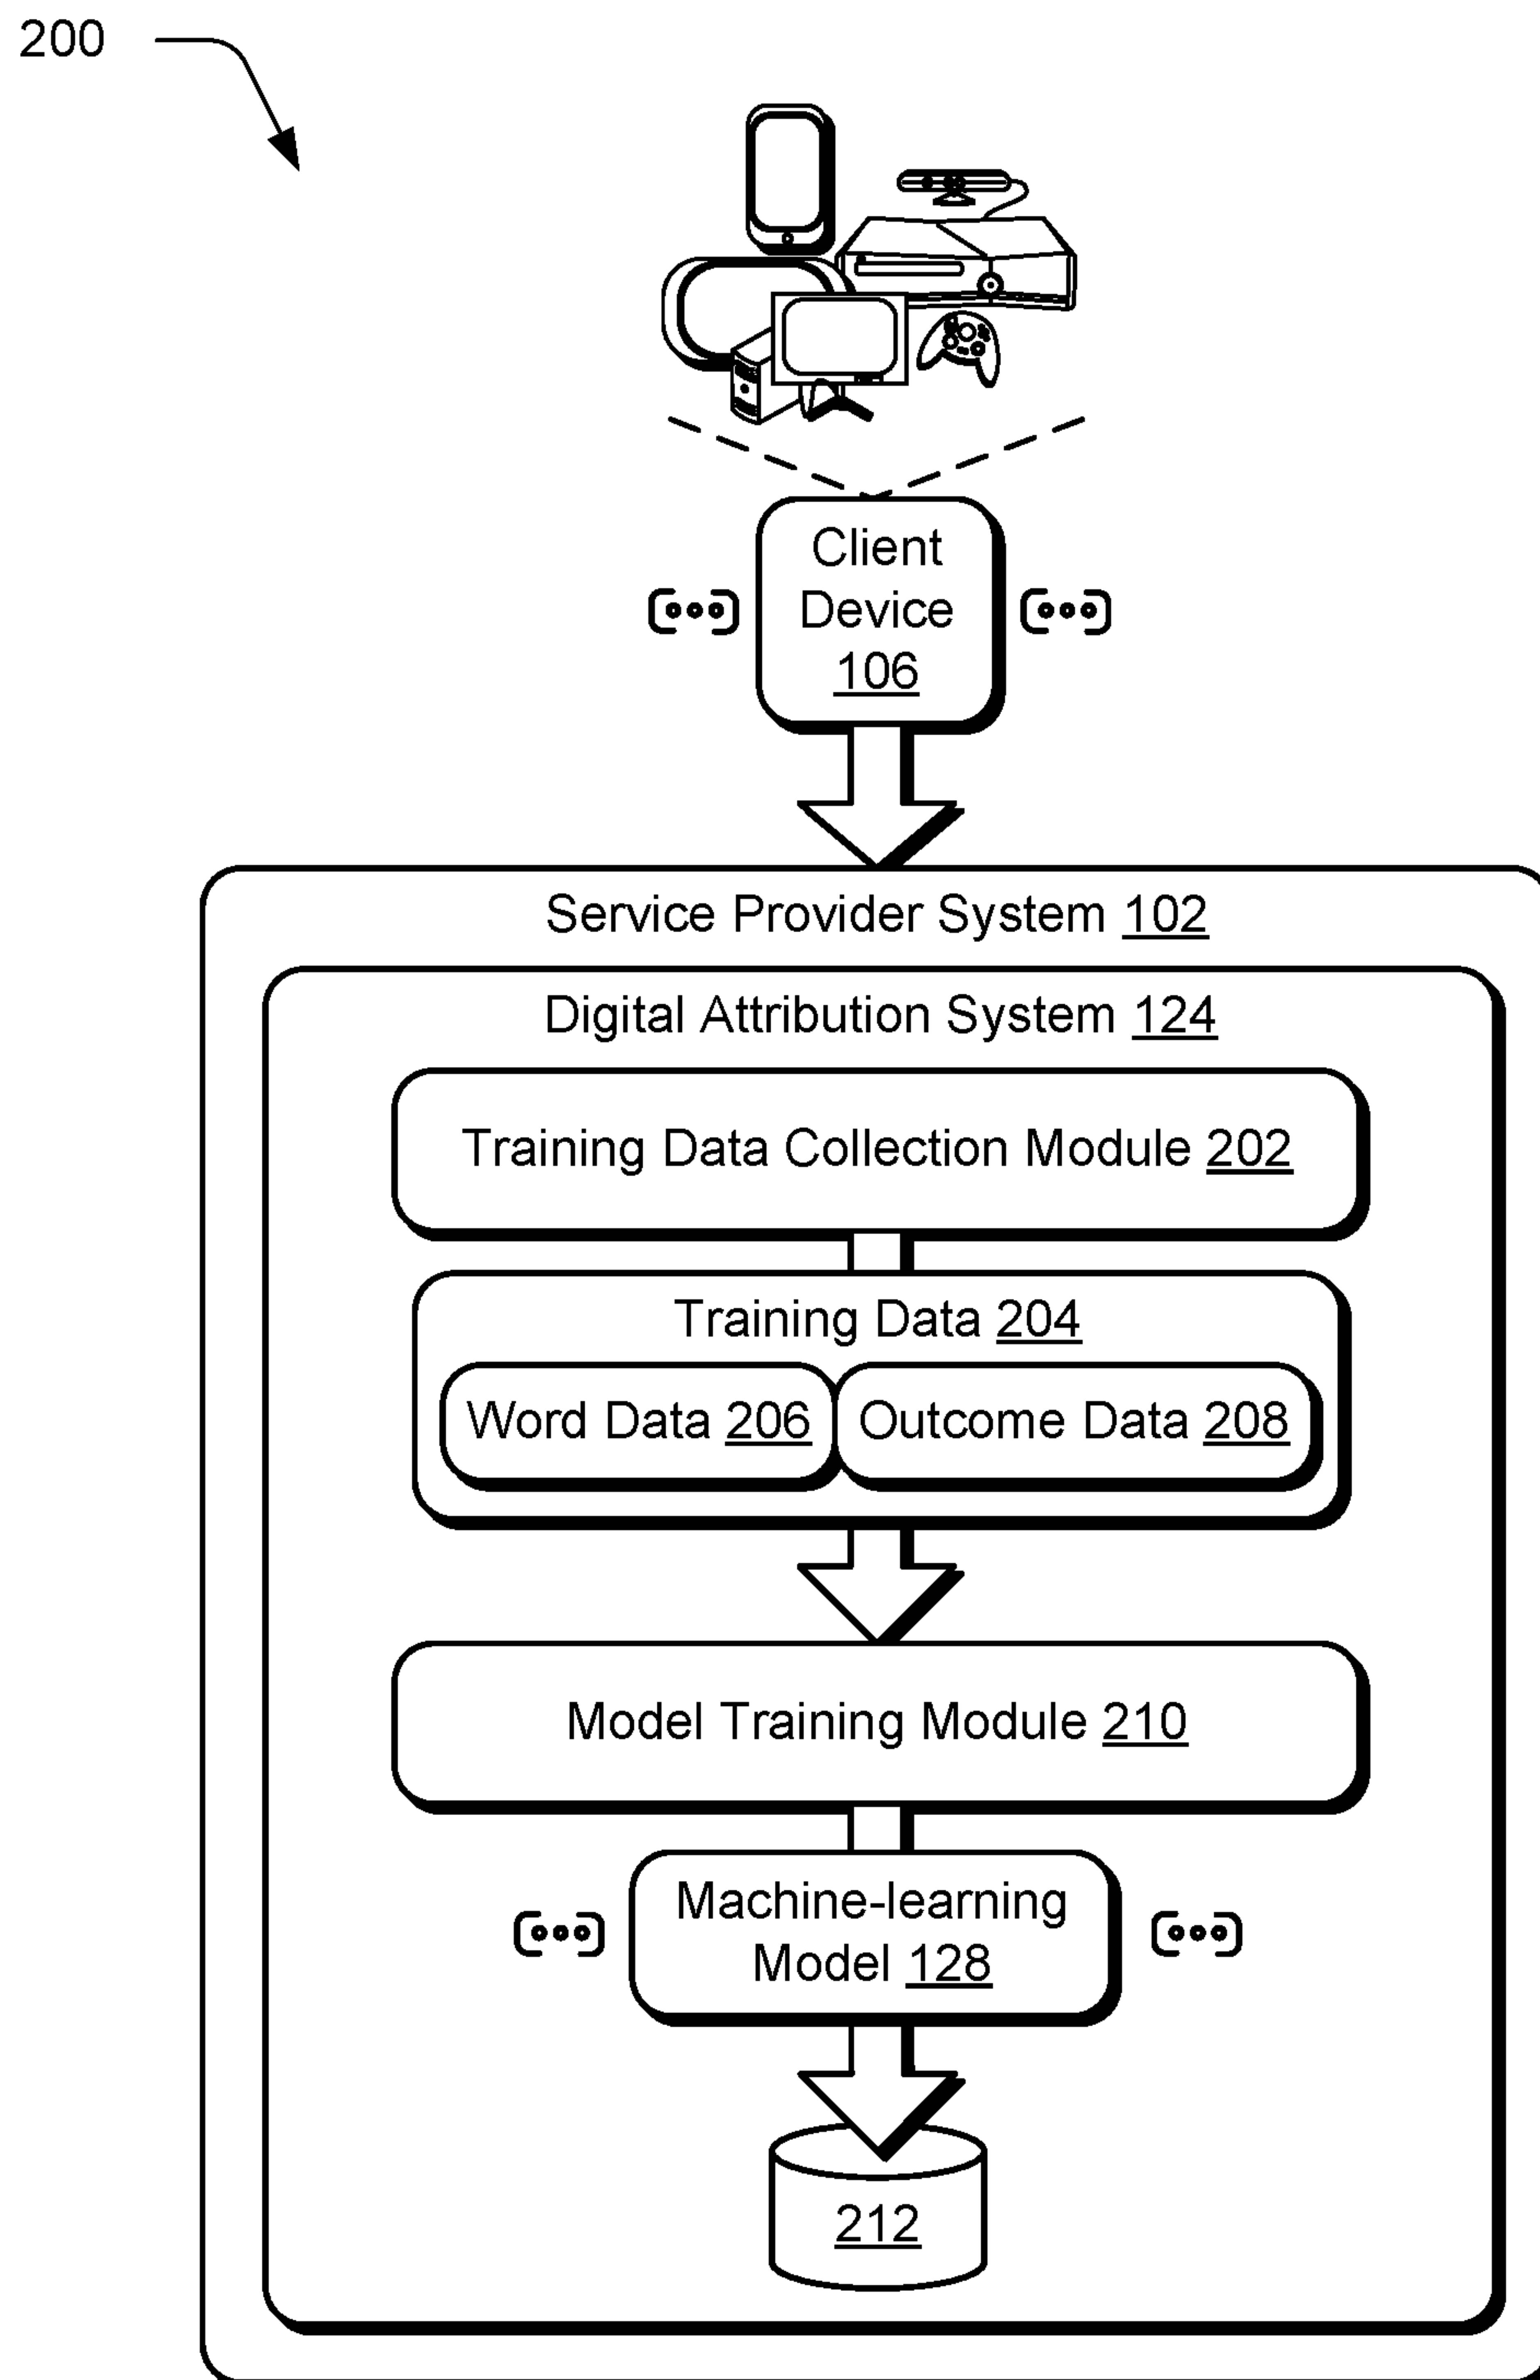 200
Client
Device
106
Service Provider System 102
Digital Attribution System 124
Training Data Collection Module 202
Training Data 204
Word Data 206
Outcome Data 208
Model Training Module 210
Machine-learning
Model 128
212